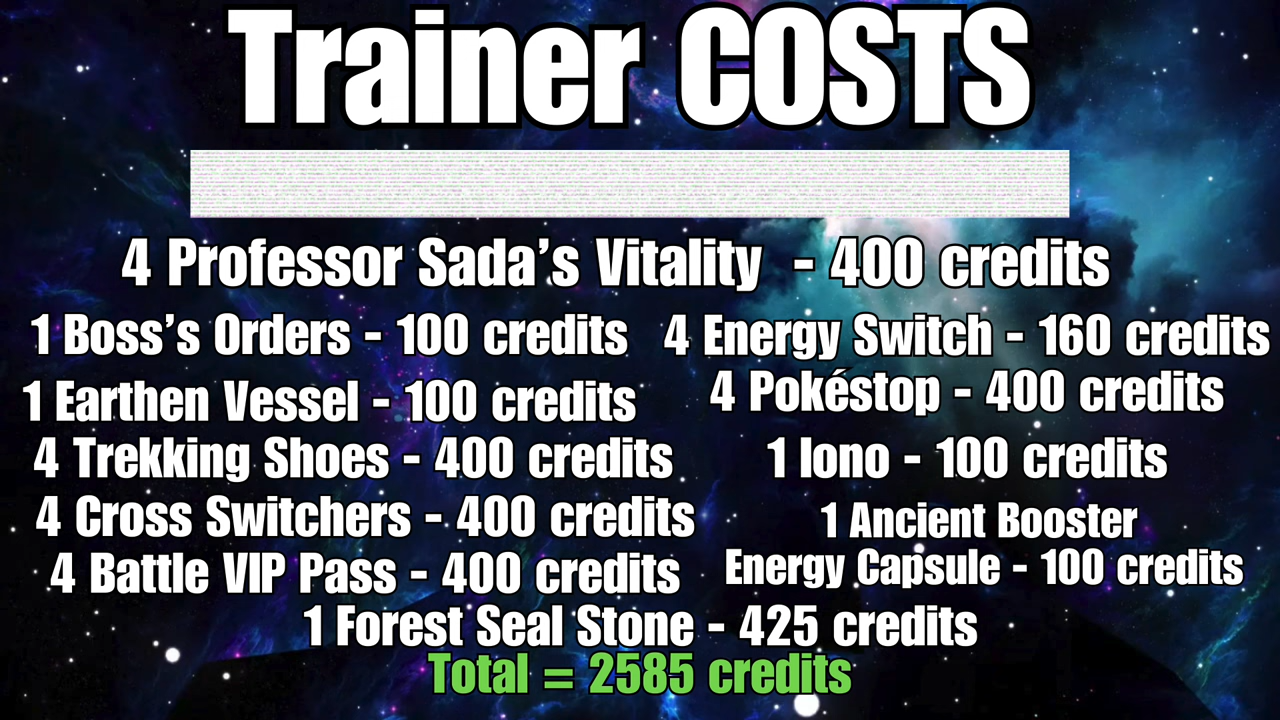 Trainer COSTS
4 Professor Sada's Vitality - 400 credits
1 Boss's Orders - 100 credits
4 Energy Switch - 160 credits
1 Earthen Vessel - 100 credits
4 Pokéstop - 400 credits
4 Trekking Shoes - 400 credits
1 Iono - 100 credits
4 Cross Switchers - 400 credits
1 Ancient Booster
Energy Capsule - 100 credits
4 Battle VIP Pass - 400 credits
1 Forest Seal Stone - 425 credits
Total = 2585 credits